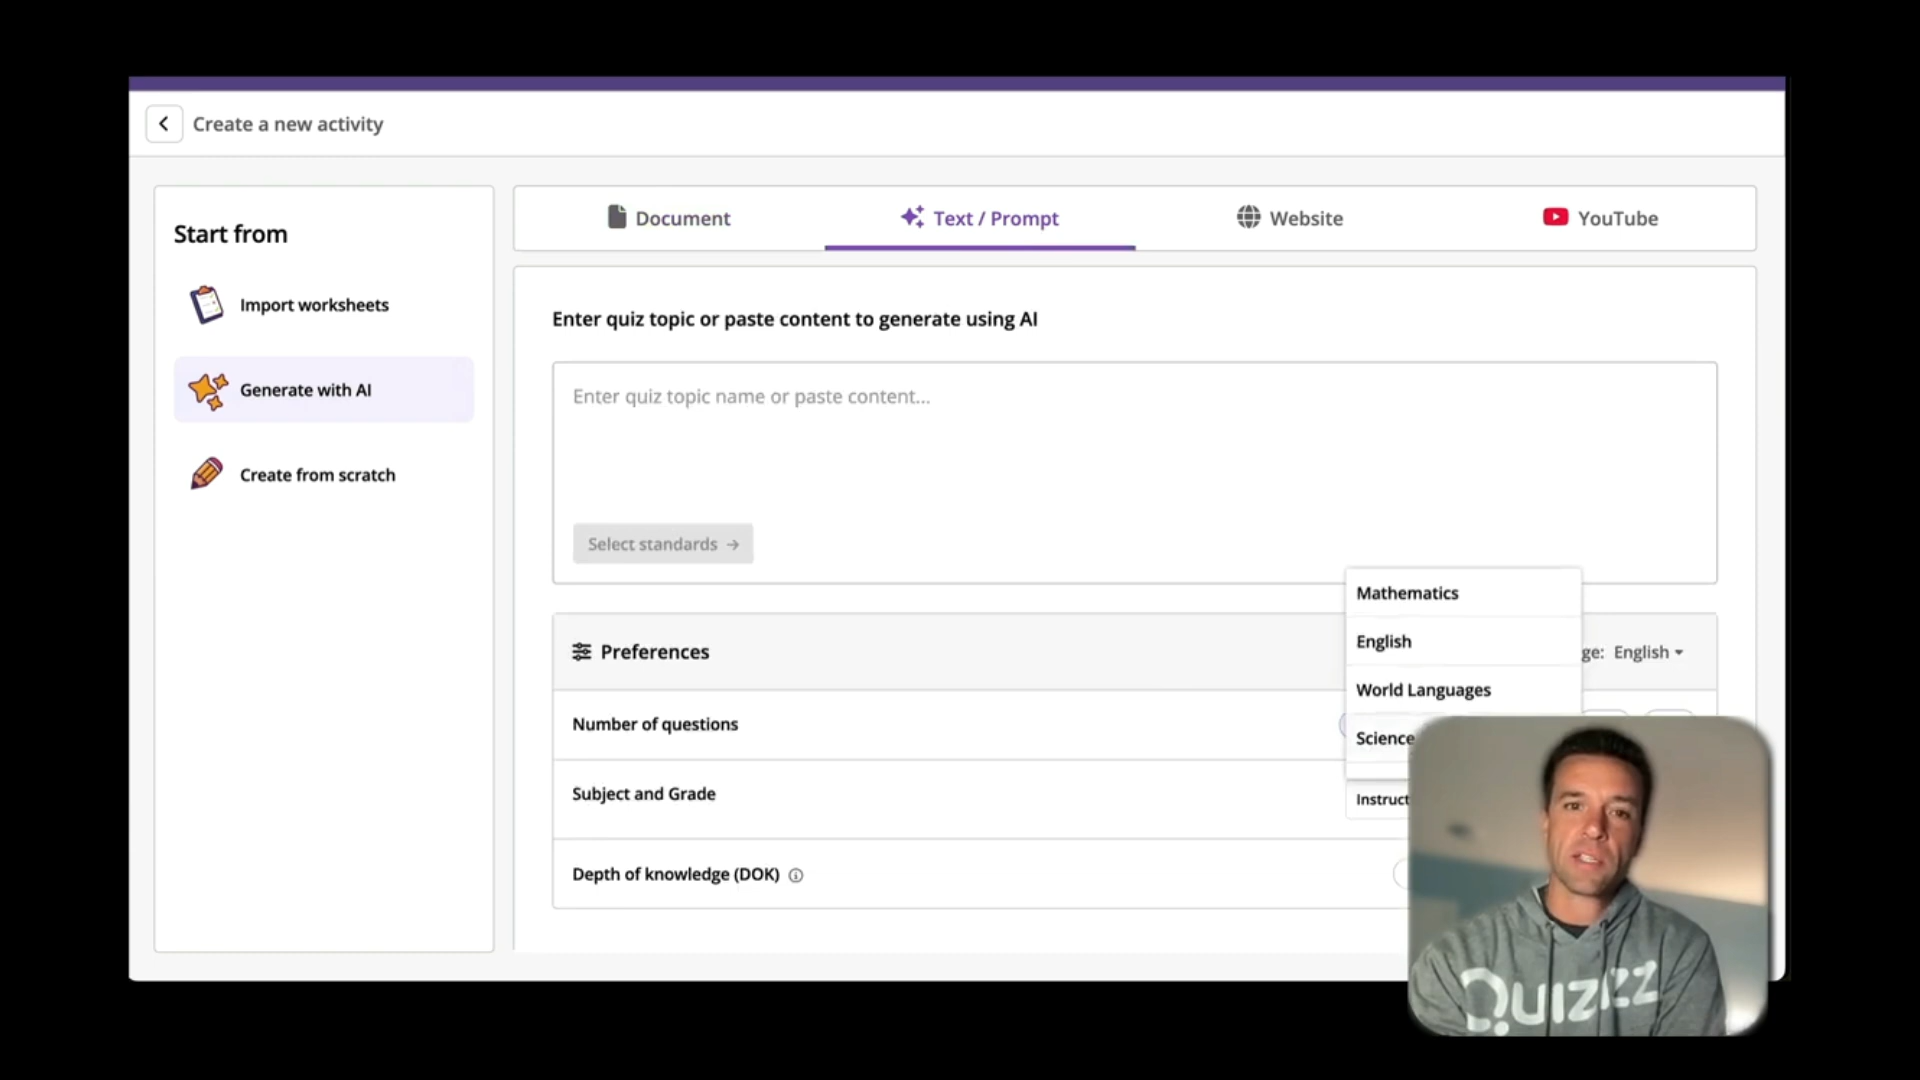 Create a new activity
Start from
Import worksheets
Generate with AI
Create from scratch
Document
Text / Prompt
Website
YouTube
Enter quiz topic or paste content to generate using AI
Enter quiz topic name or paste content...
Select standards →
Mathematics
English
World Languages
Science
Preferences
ge: English
Number of questions
Subject and Grade
Instruct
Depth of knowledge (DOK)
Quizizz